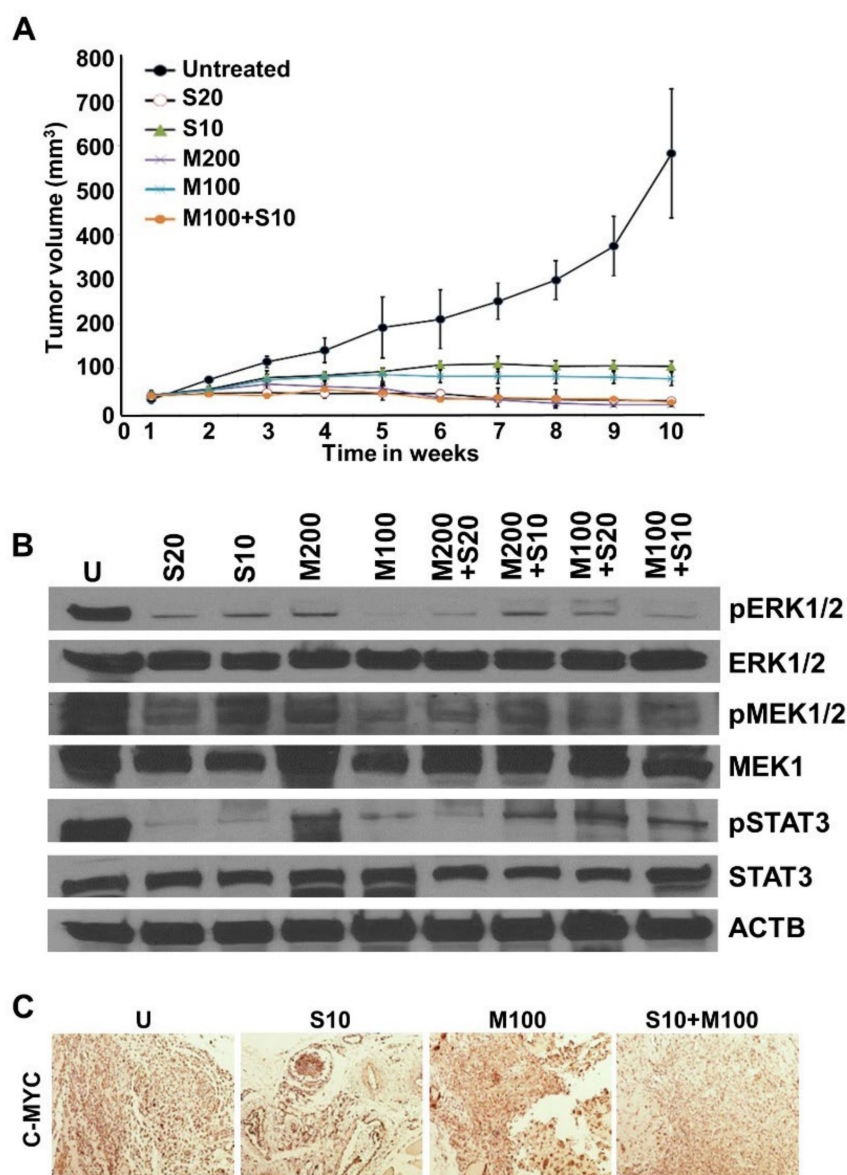 A
800
700
600
500
400
300
200
100
0
Tumor volume (mm³)
Untreated
S20
S10
M200
M100
M100+S10
0 1 2 3 4 5 6 7 8 9 10
Time in weeks
B
U
S20
S10
M200
M100
M200
+S20
M200
+S10
M100
+S20
M100
+S10
pERK1/2
ERK1/2
pMEK1/2
MEK1
pSTAT3
STAT3
ACTB
C
U S10 M100 S10+M100
C-MYC